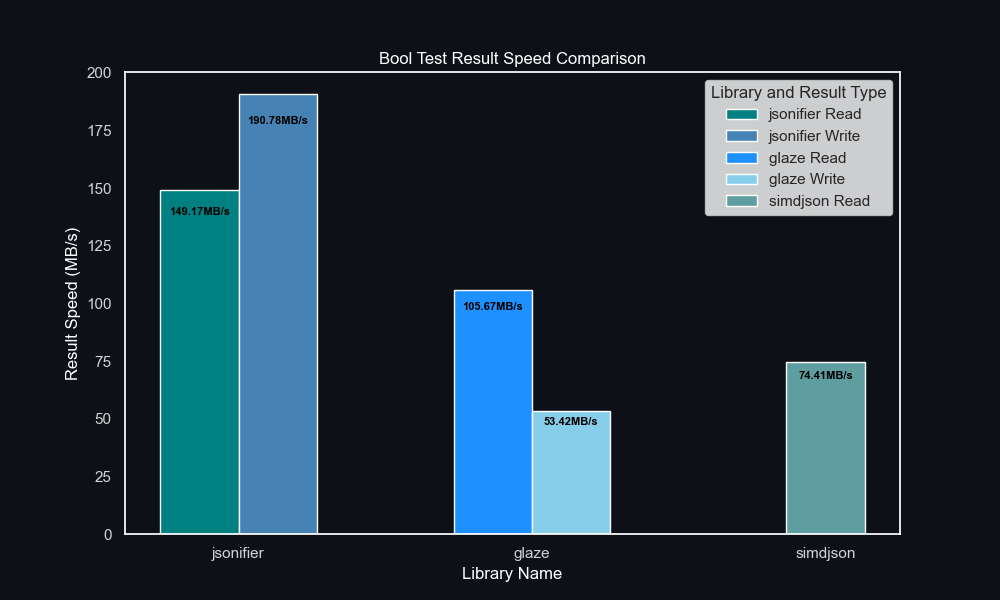 Bool Test Result Speed Comparison
200
175
150
125
100
75
50
25
0
Result Speed (MB/s)
149.17MB/s
190.78MB/s
105.67MB/s
53.42MB/s
74.41MB/s
Library and Result Type
jsonifier Read
jsonifier Write
glaze Read
glaze Write
simdjson Read
jsonifier
glaze
simdjson
Library Name